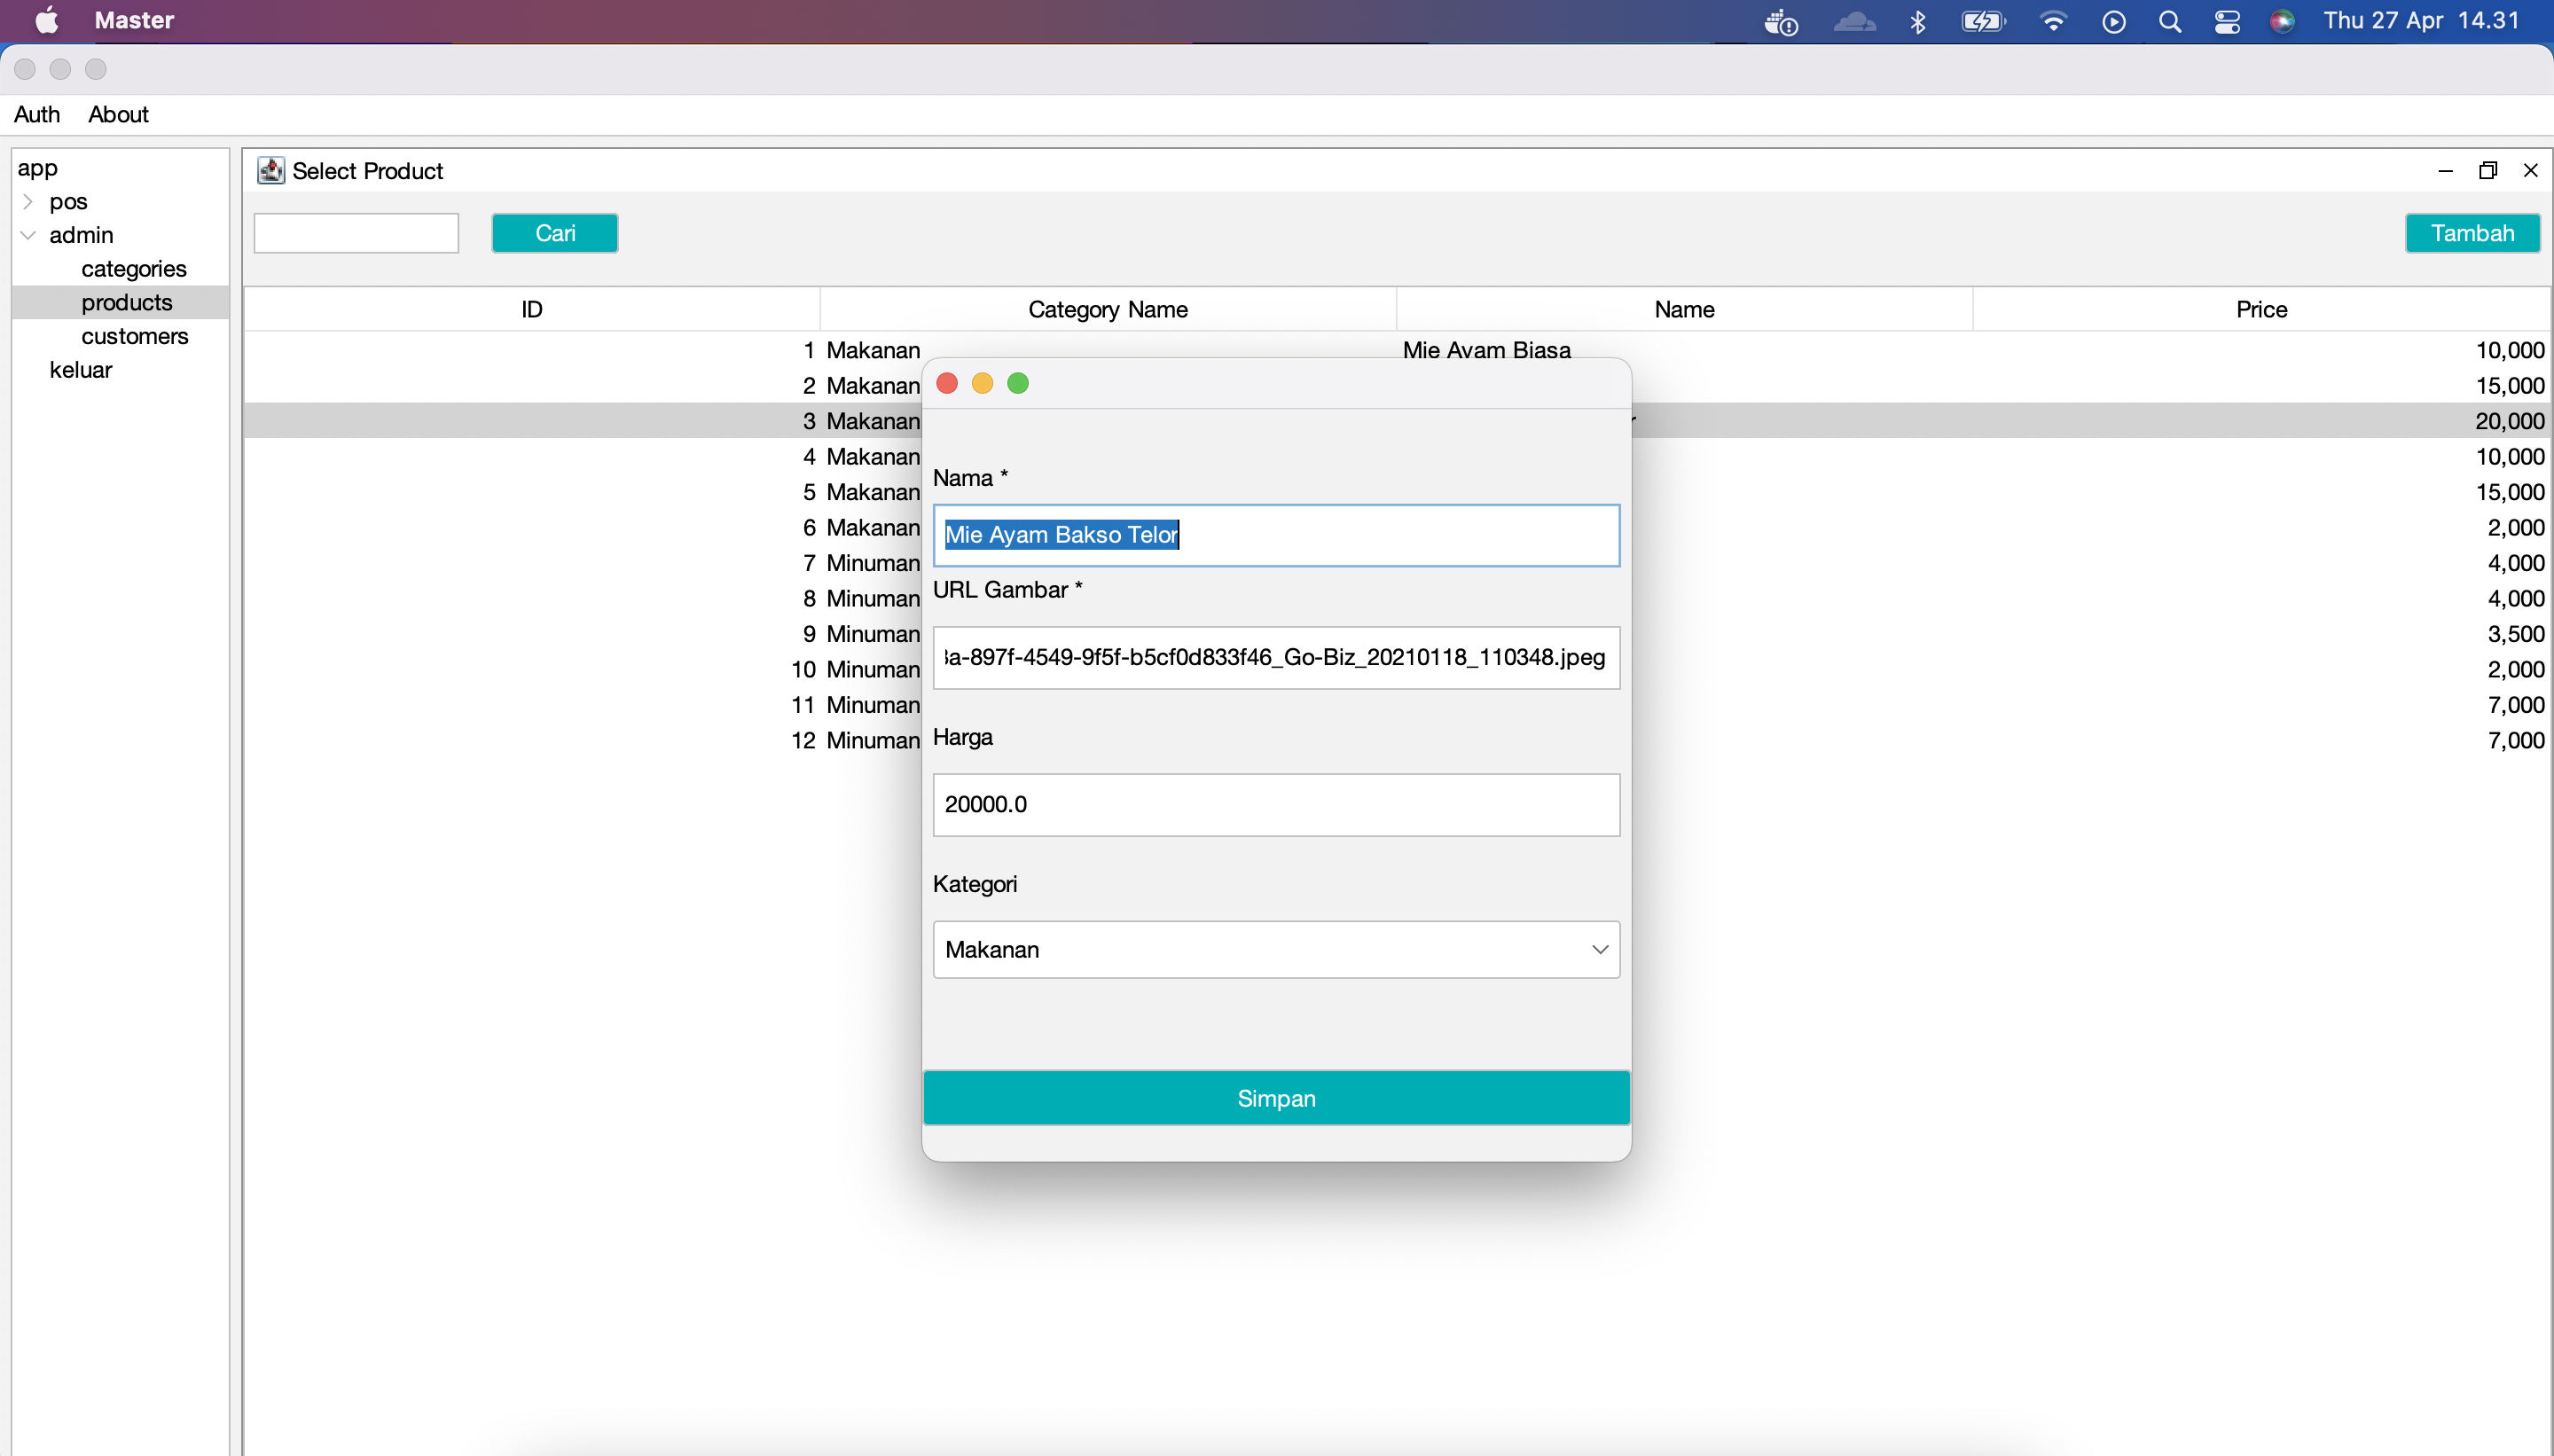 Master
Thu 27 Apr 14.31
Auth About
app
pos
admin
categories
products
customers
keluar
Select Product
Cari
Tambah
ID Category Name Name Price
1 Makanan Mie Ayam Biasa 10,000
2 Makanan 15,000
3 Makanan 20,000
4 Makanan 10,000
5 Makanan 15,000
6 Makanan 2,000
7 Minuman 4,000
8 Minuman 4,000
9 Minuman 3,500
10 Minuman 2,000
11 Minuman 7,000
12 Minuman 7,000
Nama *
Mie Ayam Bakso Telor
URL Gambar *
a-897f-4549-9f5f-b5cf0d833f46_Go-Biz_20210118_110348.jpeg
Harga
20000.0
Kategori
Makanan
Simpan